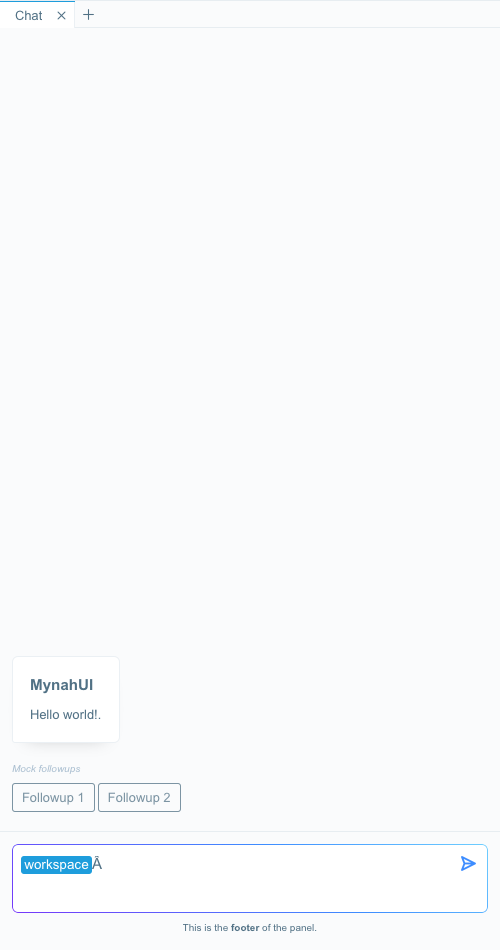 Chat
MynahUI
Hello world!.
Mock followups
Followup 1 Followup 2
workspace Â
This is the footer of the panel.